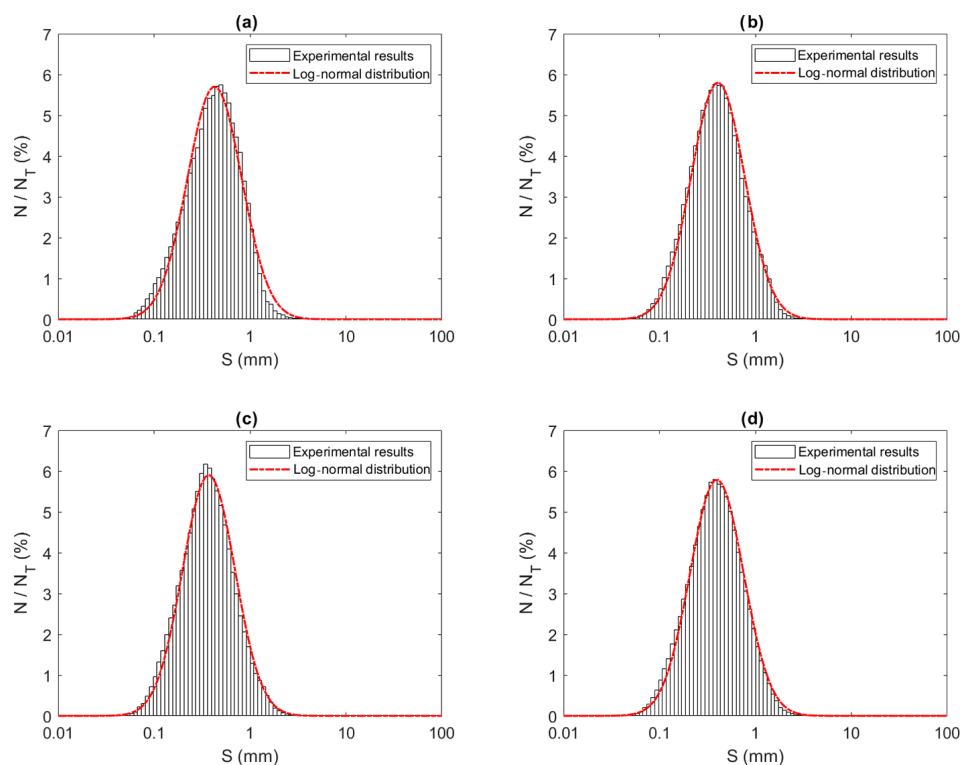 (a)
7
6
5
4
3
2
1
0
N / N_T (%)
Experimental results
Log-normal distribution
0.01 0.1 1 10 100
S (mm)
(b)
7
6
5
4
3
2
1
0
N / N_T (%)
Experimental results
Log-normal distribution
0.01 0.1 1 10 100
S (mm)
(c)
7
6
5
4
3
2
1
0
N / N_T (%)
Experimental results
Log-normal distribution
0.01 0.1 1 10 100
S (mm)
(d)
7
6
5
4
3
2
1
0
N / N_T (%)
Experimental results
Log-normal distribution
0.01 0.1 1 10 100
S (mm)